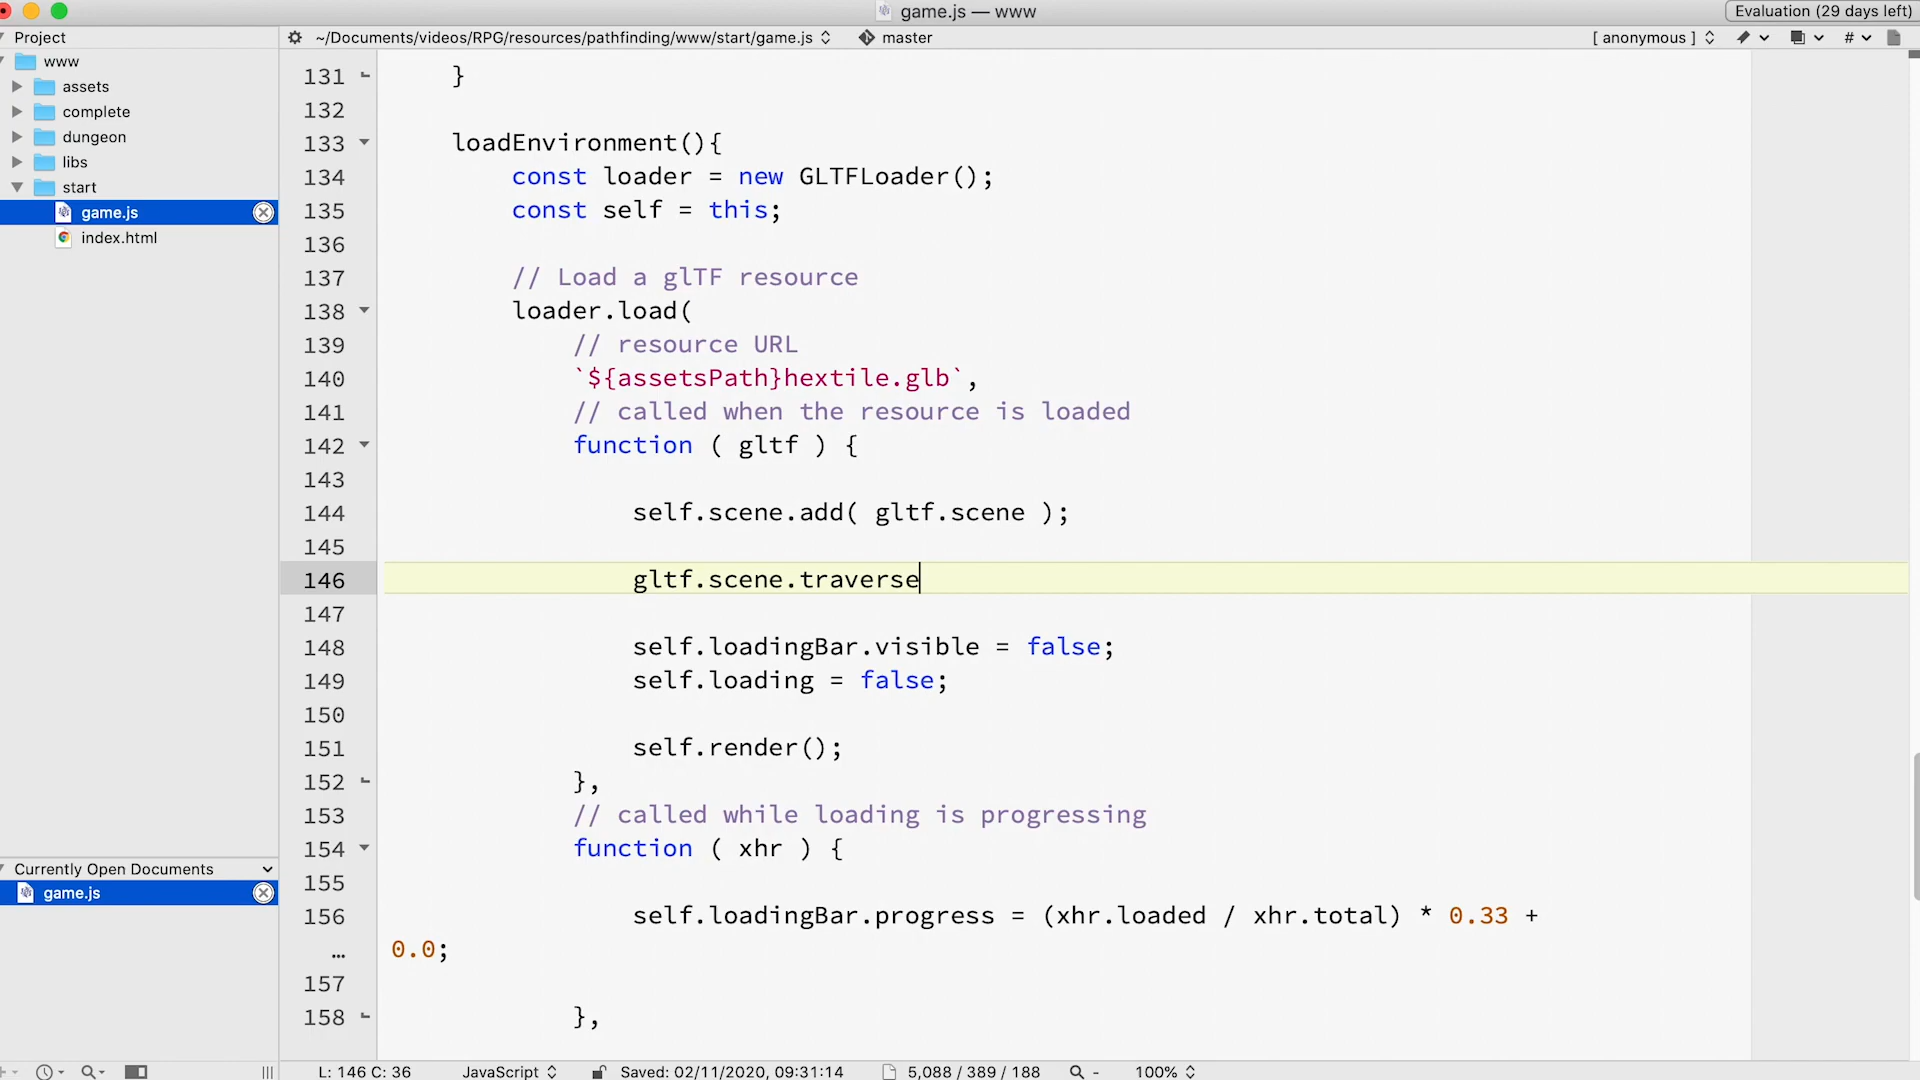 game.js — www
Evaluation (29 days left)
Project
~/Documents/videos/RPG/resources/pathfinding/www/start/game.js
master
[ anonymous ]
#
www
assets
complete
dungeon
libs
start
game.js
index.html
131 }
132
133 loadEnvironment(){
134 const loader = new GLTFLoader();
135 const self = this;
136
137 // Load a glTF resource
138 loader.load(
139 // resource URL
140 `${assetsPath}hextile.glb`,
141 // called when the resource is loaded
142 function ( gltf ) {
143
144 self.scene.add( gltf.scene );
145
146 gltf.scene.traverse
147
148 self.loadingBar.visible = false;
149 self.loading = false;
150
151 self.render();
152 },
153 // called while loading is progressing
154 function ( xhr ) {
155
156 self.loadingBar.progress = (xhr.loaded / xhr.total) * 0.33 +
… 0.0;
157
158 },
Currently Open Documents
game.js
L: 146 C: 36
JavaScript
Saved: 02/11/2020, 09:31:14
5,088 / 389 / 188
-
100%